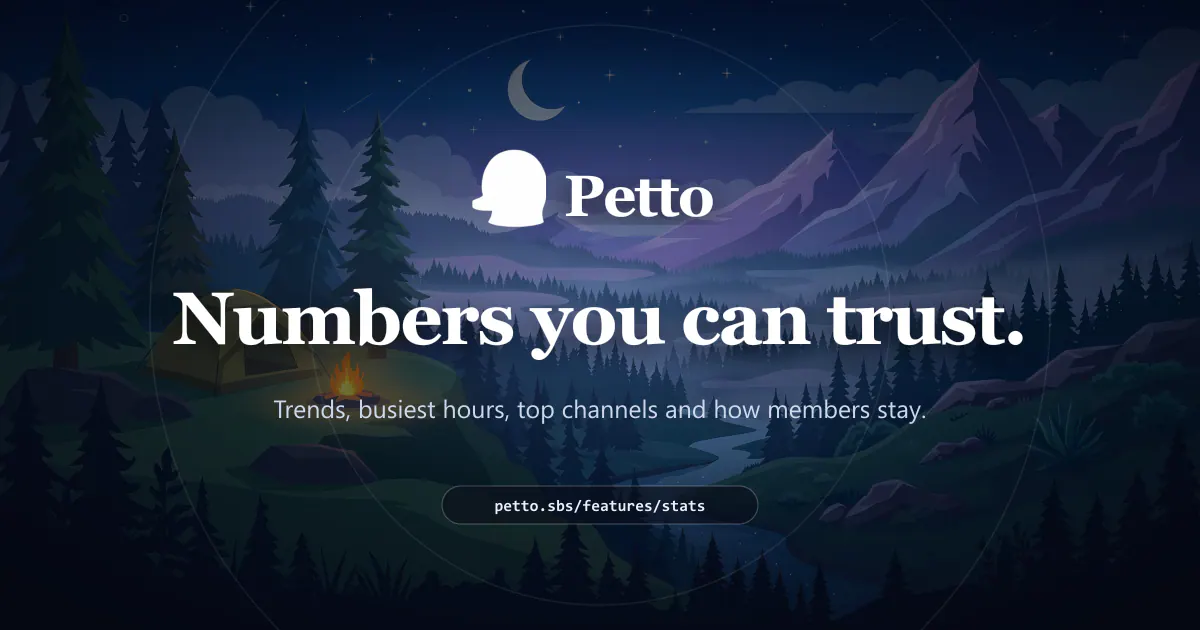 Petto
Numbers you can trust.
Trends, busiest hours, top channels and how members stay.
petto.sbs/features/stats